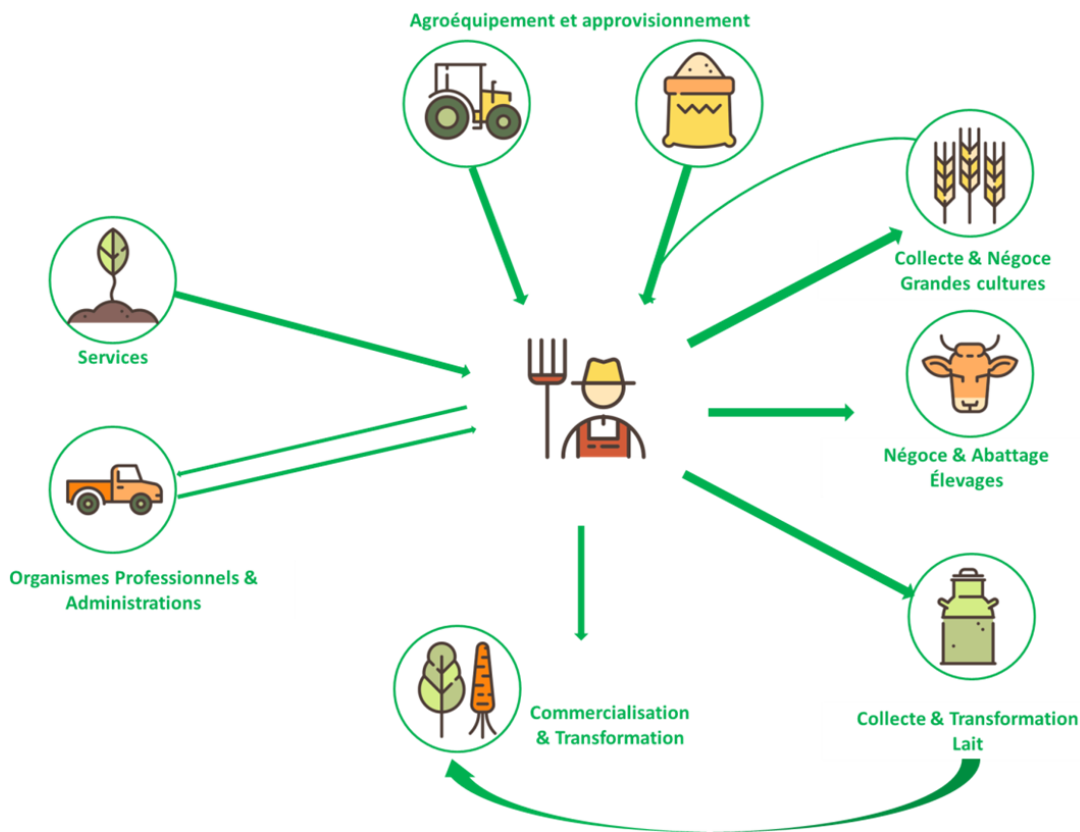 Agroéquipement et approvisionnement
Collecte & Négoce
Grandes cultures
Services
Négoce & Abattage
Élevages
Organismes Professionnels &
Administrations
Commercialisation
& Transformation
Collecte & Transformation
Lait